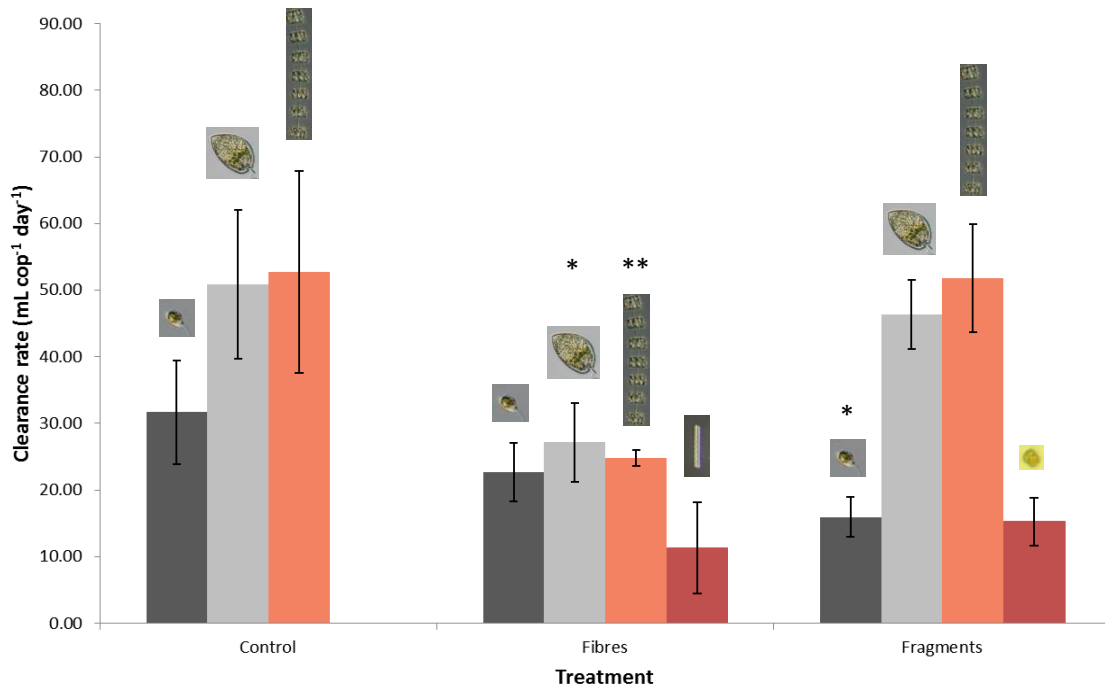 90.00
80.00
70.00
60.00
50.00
40.00
30.00
20.00
10.00
0.00
Clearance rate (mL cop⁻¹ day⁻¹)
*
**
*
Control
Fibres
Fragments
Treatment